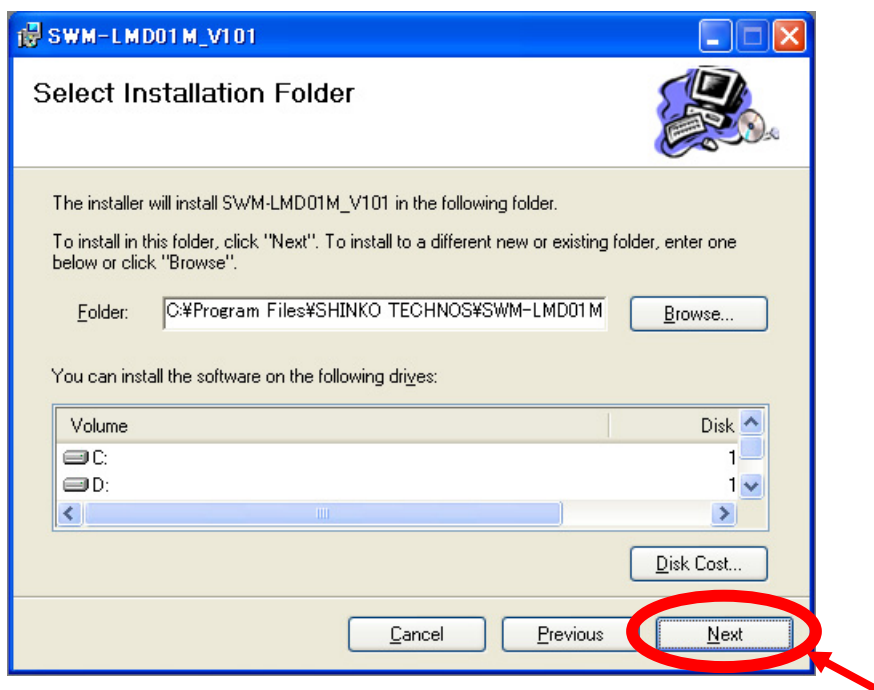 SWM-LMD01M_V101
Select Installation Folder
The installer will install SWM-LMD01M_V101 in the following folder.
To install in this folder, click "Next". To install to a different new or existing folder, enter one
below or click "Browse".
Folder: C:¥Program Files¥SHINKO TECHNOS¥SWM-LMD01M Browse...
You can install the software on the following drives:
Volume Disk
C: 1
D: 1
Disk Cost...
Cancel Previous Next